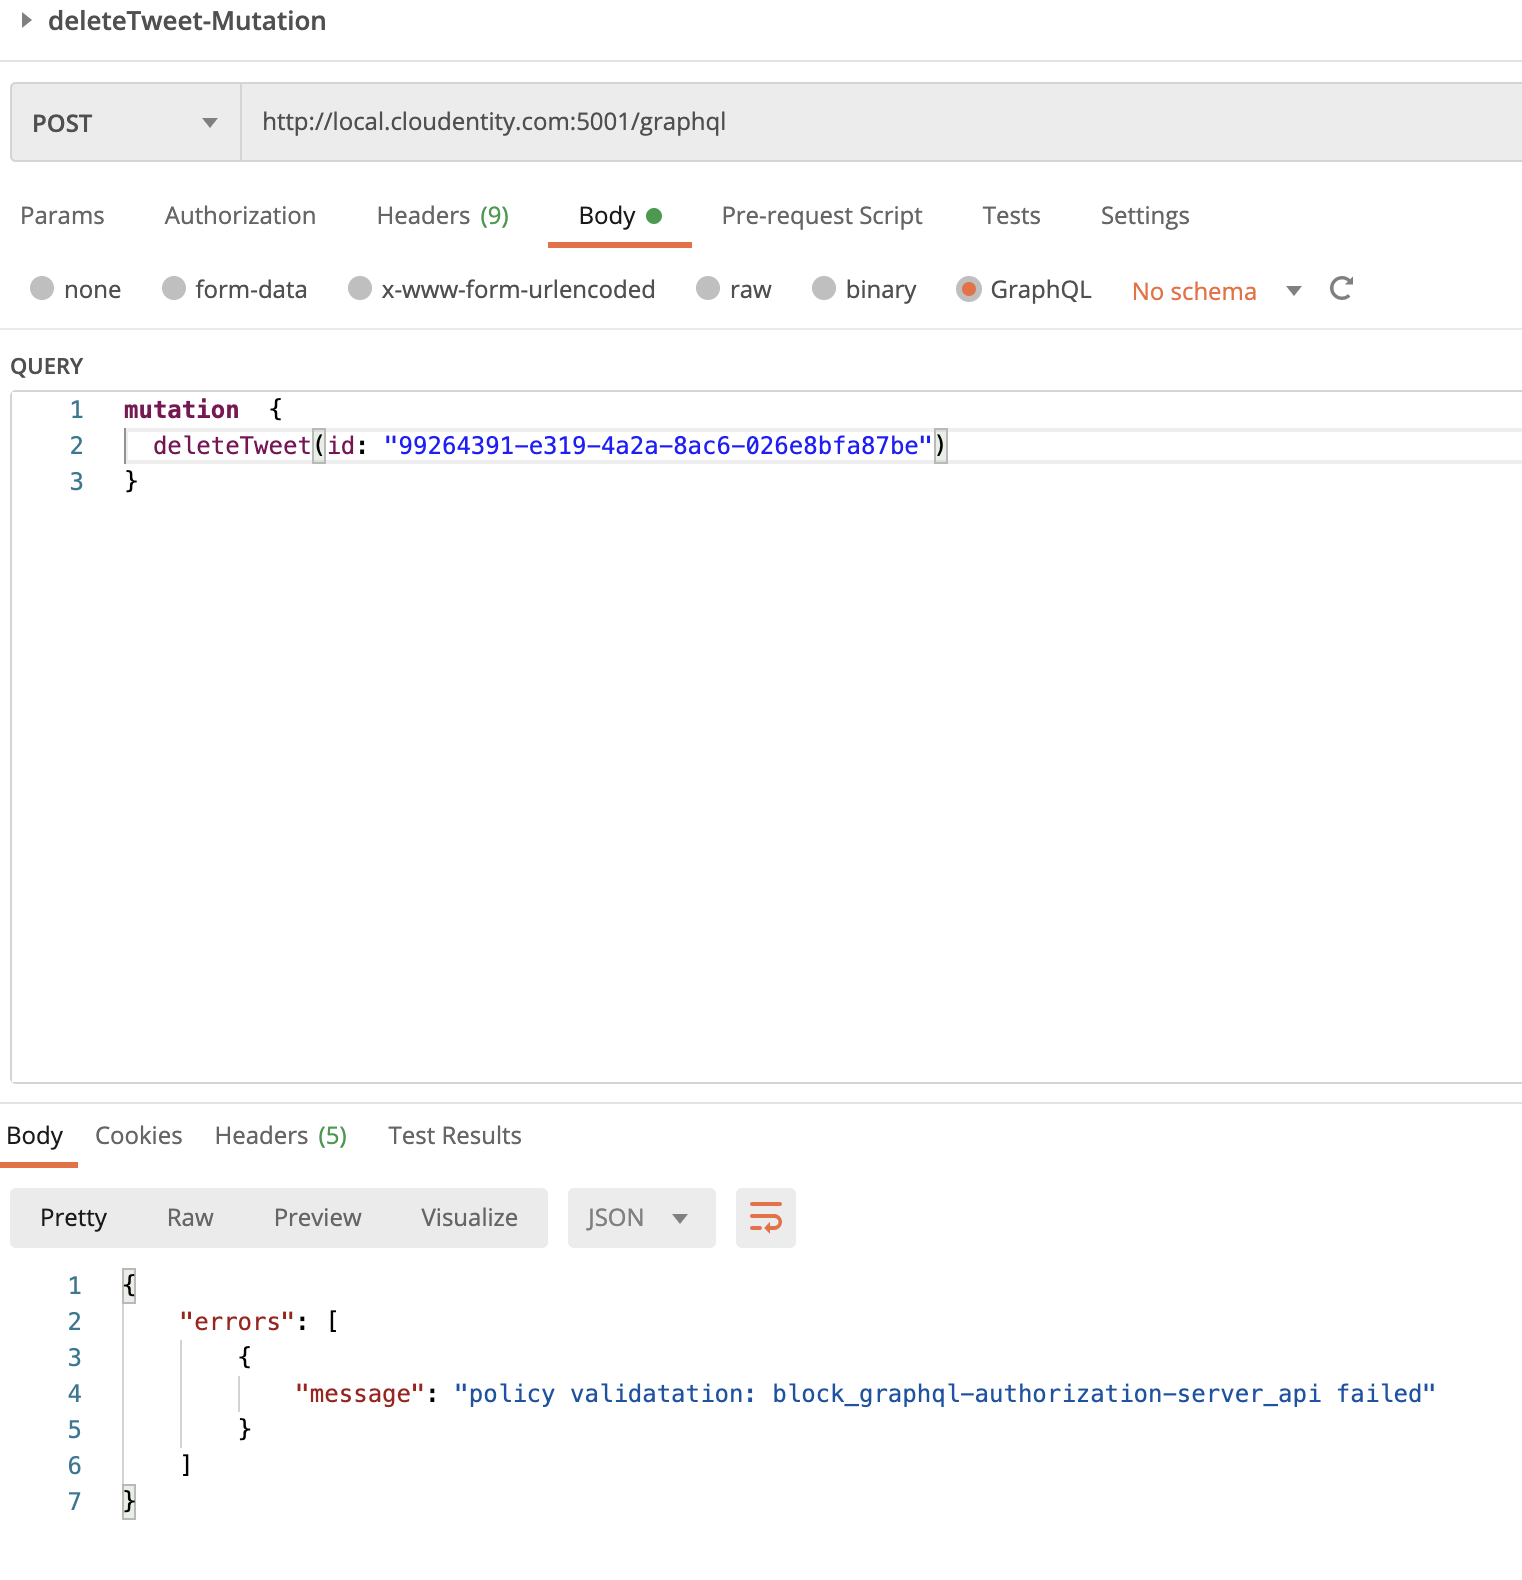 deleteTweet-Mutation
POST http://local.cloudentity.com:5001/graphql
Params Authorization Headers (9) Body Pre-request Script Tests Settings
none form-data x-www-form-urlencoded raw binary GraphQL No schema
QUERY
1 mutation  {
2   deleteTweet(id: "99264391-e319-4a2a-8ac6-026e8bfa87be")
3 }
Body Cookies Headers (5) Test Results
Pretty Raw Preview Visualize JSON
1 {
2     "errors": [
3         {
4             "message": "policy validatation: block_graphql-authorization-server_api failed"
5         }
6     ]
7 }